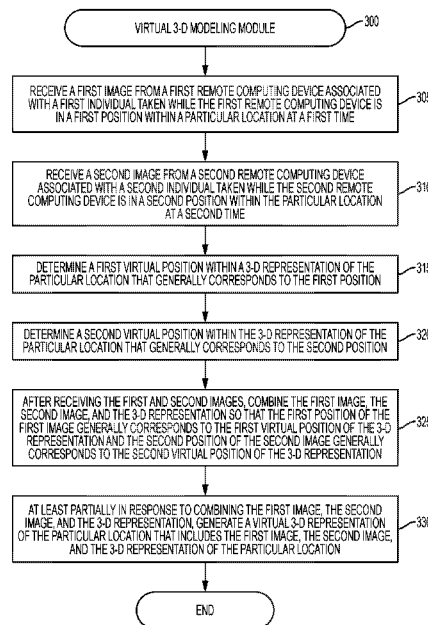 VIRTUAL 3-D MODELING MODULE
300
RECEIVE A FIRST IMAGE FROM A FIRST REMOTE COMPUTING DEVICE ASSOCIATED
WITH A FIRST INDIVIDUAL TAKEN WHILE THE FIRST REMOTE COMPUTING DEVICE IS
IN A FIRST POSITION WITHIN A PARTICULAR LOCATION AT A FIRST TIME
305
RECEIVE A SECOND IMAGE FROM A SECOND REMOTE COMPUTING DEVICE
ASSOCIATED WITH A SECOND INDIVIDUAL TAKEN WHILE THE SECOND REMOTE
COMPUTING DEVICE IS IN A SECOND POSITION WITHIN THE PARTICULAR LOCATION
AT A SECOND TIME
310
DETERMINE A FIRST VIRTUAL POSITION WITHIN A 3-D REPRESENTATION OF THE
PARTICULAR LOCATION THAT GENERALLY CORRESPONDS TO THE FIRST POSITION
315
DETERMINE A SECOND VIRTUAL POSITION WITHIN THE 3-D REPRESENTATION OF THE
PARTICULAR LOCATION THAT GENERALLY CORRESPONDS TO THE SECOND POSITION
320
AFTER RECEIVING THE FIRST AND SECOND IMAGES, COMBINE THE FIRST IMAGE, THE
SECOND IMAGE, AND THE 3-D REPRESENTATION SO THAT THE FIRST POSITION OF THE
FIRST IMAGE GENERALLY CORRESPONDS TO THE FIRST VIRTUAL POSITION OF THE 3-D
REPRESENTATION AND THE SECOND POSITION OF THE SECOND IMAGE GENERALLY
CORRESPONDS TO THE SECOND VIRTUAL POSITION OF THE 3-D REPRESENTATION
325
AT LEAST PARTIALLY IN RESPONSE TO COMBINING THE FIRST IMAGE, THE SECOND
IMAGE, AND THE 3-D REPRESENTATION, GENERATE A VIRTUAL 3-D REPRESENTATION
OF THE PARTICULAR LOCATION THAT INCLUDES THE FIRST IMAGE, THE SECOND IMAGE,
AND THE 3-D REPRESENTATION OF THE PARTICULAR LOCATION
330
END